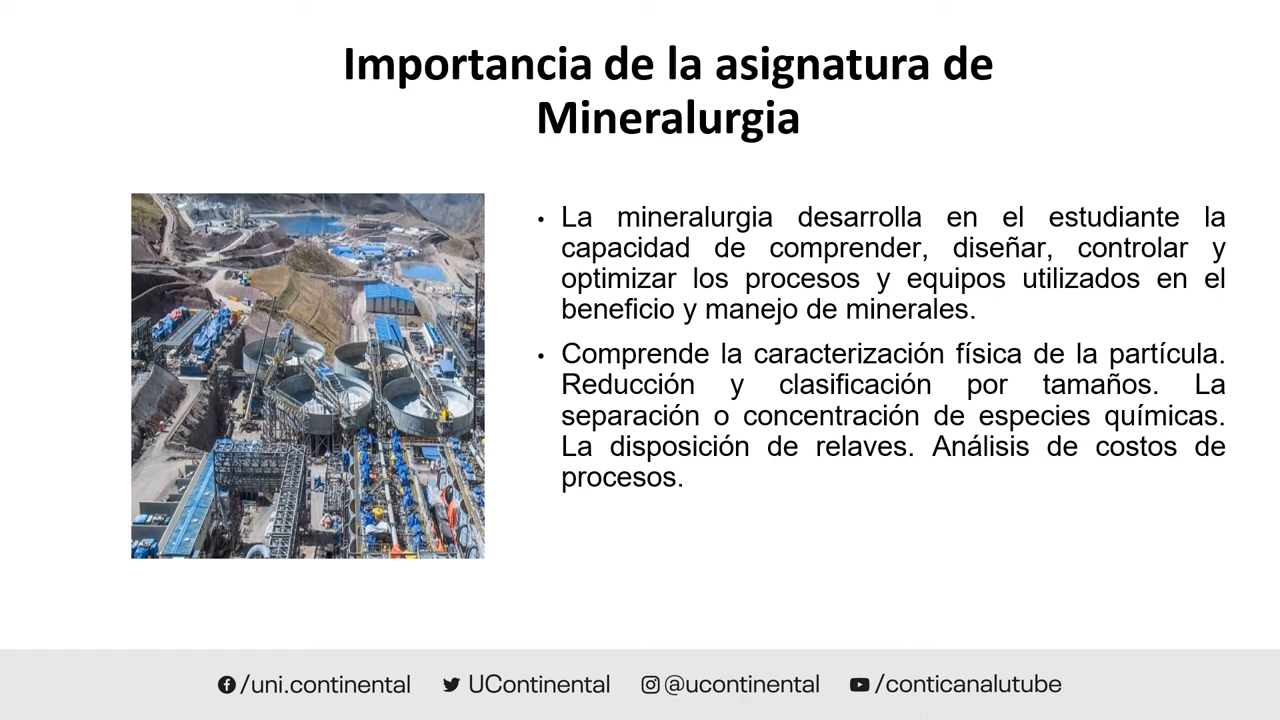 Importancia de la asignatura de
Mineralurgia
• La mineralurgia desarrolla en el estudiante la
capacidad de comprender, diseñar, controlar y
optimizar los procesos y equipos utilizados en el
beneficio y manejo de minerales.
• Comprende la caracterización física de la partícula.
Reducción y clasificación por tamaños. La
separación o concentración de especies químicas.
La disposición de relaves. Análisis de costos de
procesos.
/uni.continental UContinental @ucontinental /conticanalutube